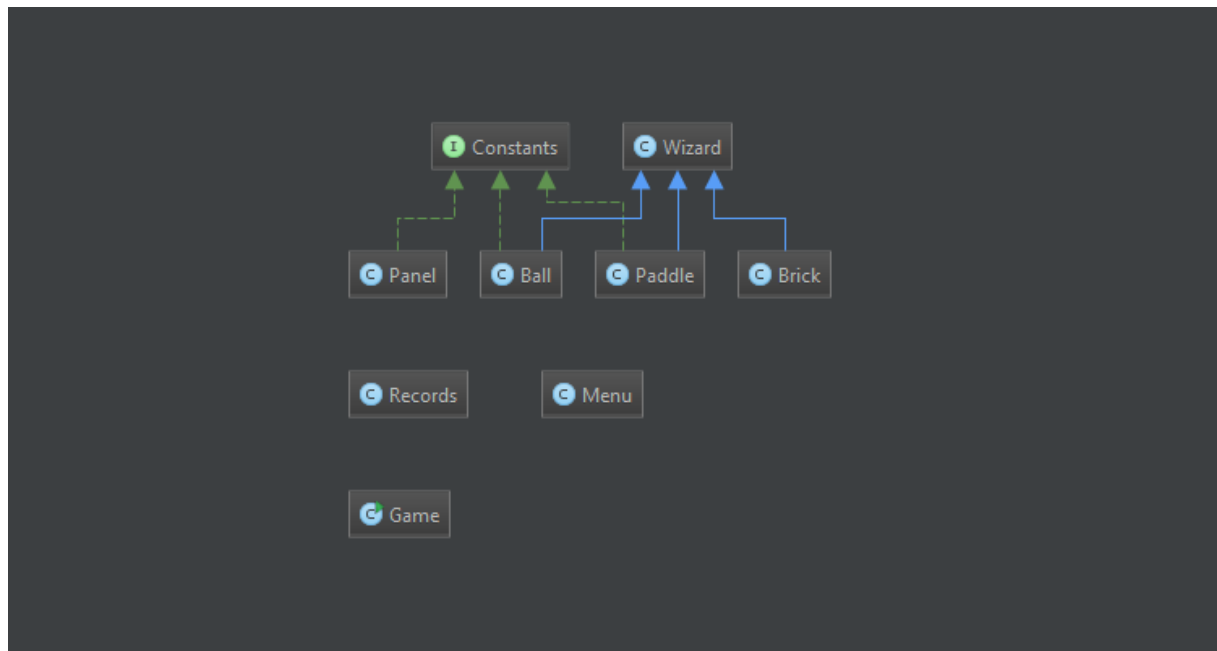 I Constants
C Wizard
C Panel
C Ball
C Paddle
C Brick
C Records
C Menu
C Game